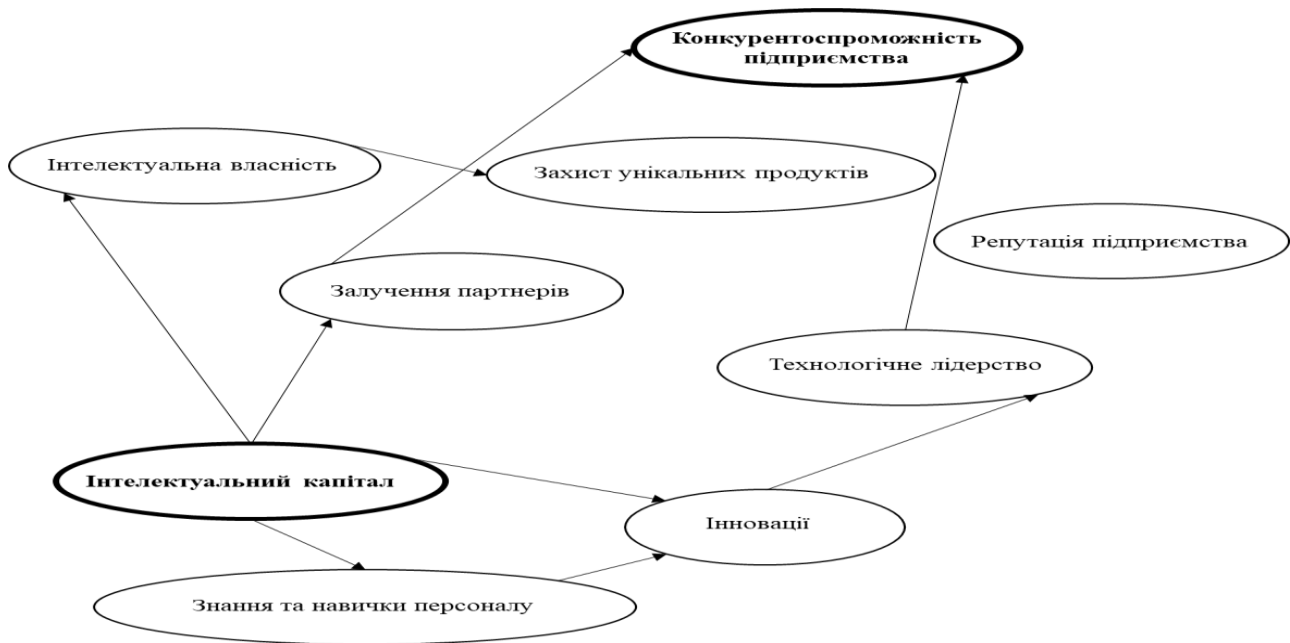 Конкурентоспроможність
підприємства
Інтелектуальна власність
Захист унікальних продуктів
Репутація підприємства
Залучення партнерів
Технологічне лідерство
Інтелектуальний капітал
Інновації
Знання та навички персоналу